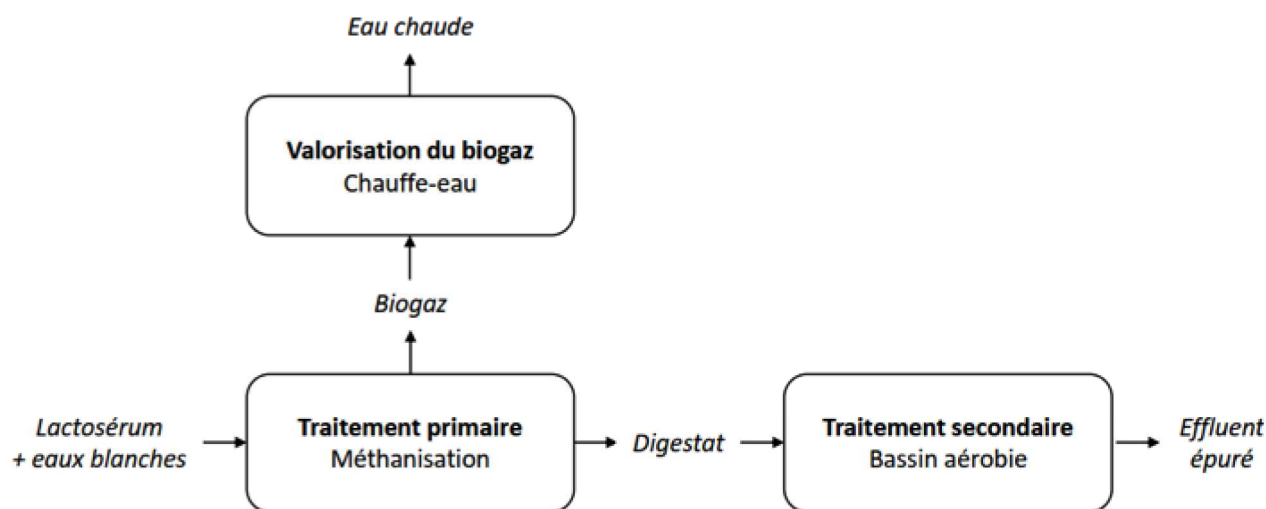 Eau chaude
Valorisation du biogaz
Chauffe-eau
Biogaz
Lactosérum
+ eaux blanches
Traitement primaire
Méthanisation
Digestat
Traitement secondaire
Bassin aérobie
Effluent
épuré